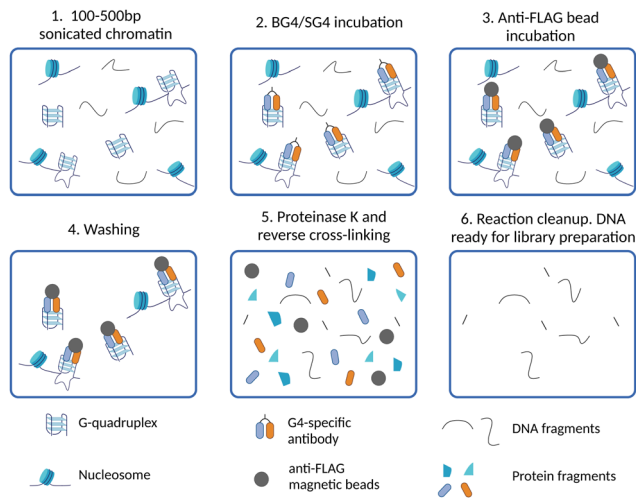 1. 100-500bp
sonicated chromatin
2. BG4/SG4 incubation
3. Anti-FLAG bead
incubation
4. Washing
5. Proteinase K and
reverse cross-linking
6. Reaction cleanup. DNA
ready for library preparation
G-quadruplex
G4-specific
antibody
DNA fragments
Nucleosome
anti-FLAG
magnetic beads
Protein fragments